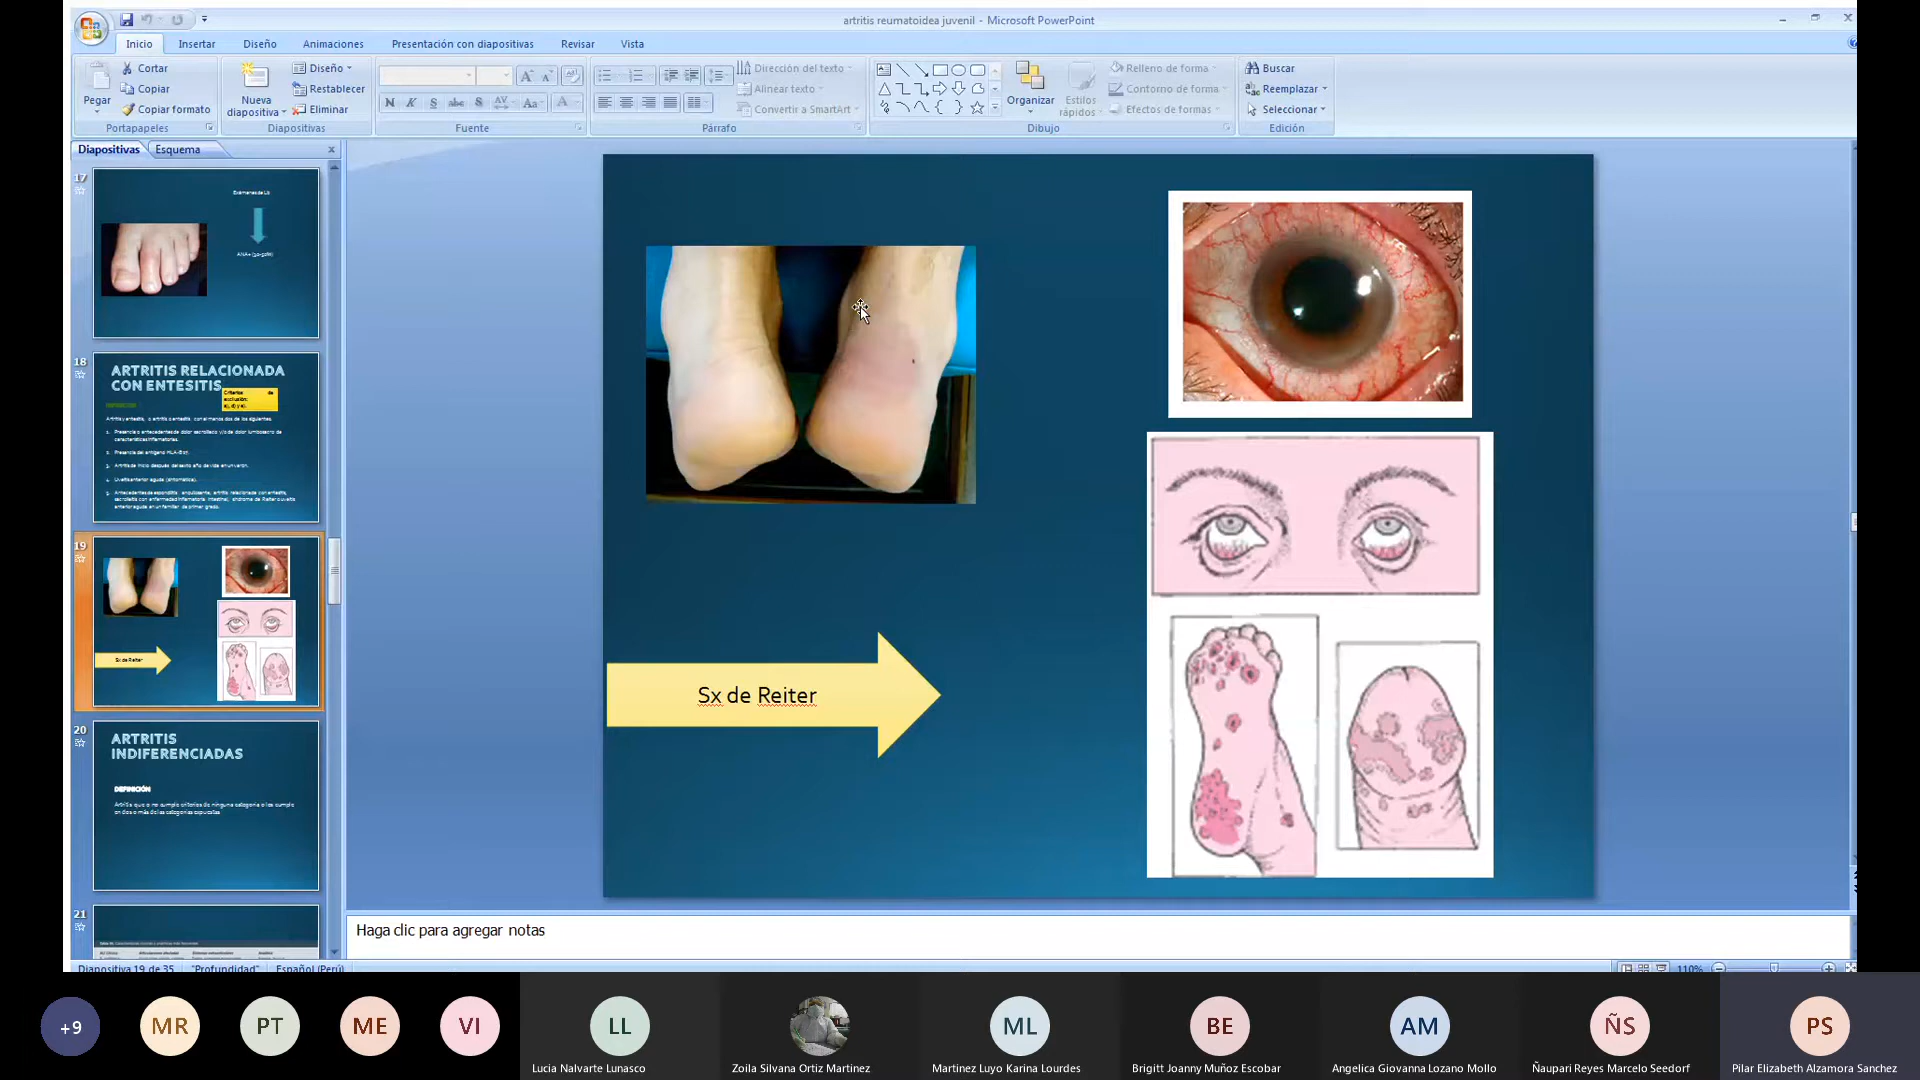 artritis reumatoidea juvenil - Microsoft PowerPoint
Inicio Insertar Diseño Animaciones Presentación con diapositivas Revisar Vista
Pegar
Cortar
Copiar
Copiar formato
Portapapeles
Nueva
diapositiva
Diseño
Restablecer
Eliminar
Diapositivas
N K S abc S AV Aa A
Fuente
Dirección del texto
Alinear texto
Convertir a SmartArt
Párrafo
Organizar
Estilos
rápidos
Relleno de forma
Contorno de forma
Efectos de formas
Dibujo
Buscar
Reemplazar
Seleccionar
Edición
Diapositivas Esquema
17
18
ARTRITIS RELACIONADA
CON ENTESITIS
19
Sx de Reiter
20
ARTRITIS
INDIFERENCIADAS
DEFINICIÓN
21
Sx de Reiter
Haga clic para agregar notas
Diapositiva 19 de 35 "Profundidad" Español (Perú) 110%
+9 MR PT ME VI LL ML BE AM ÑS PS
Lucia Nalvarte Lunasco
Zoila Silvana Ortiz Martinez
Martinez Luyo Karina Lourdes
Brigitt Joanny Muñoz Escobar
Angelica Giovanna Lozano Mollo
Ñaupari Reyes Marcelo Seedorf
Pilar Elizabeth Alzamora Sanchez